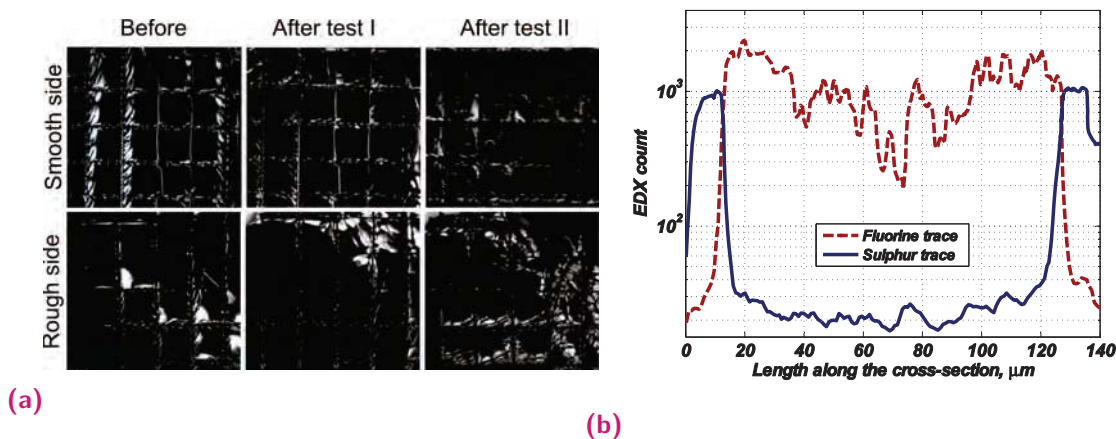 Before After test I After test II
Smooth side
Rough side
(a)
EDX count
10³
10²
Fluorine trace
Sulphur trace
0 20 40 60 80 100 120 140
Length along the cross-section, μm
(b)